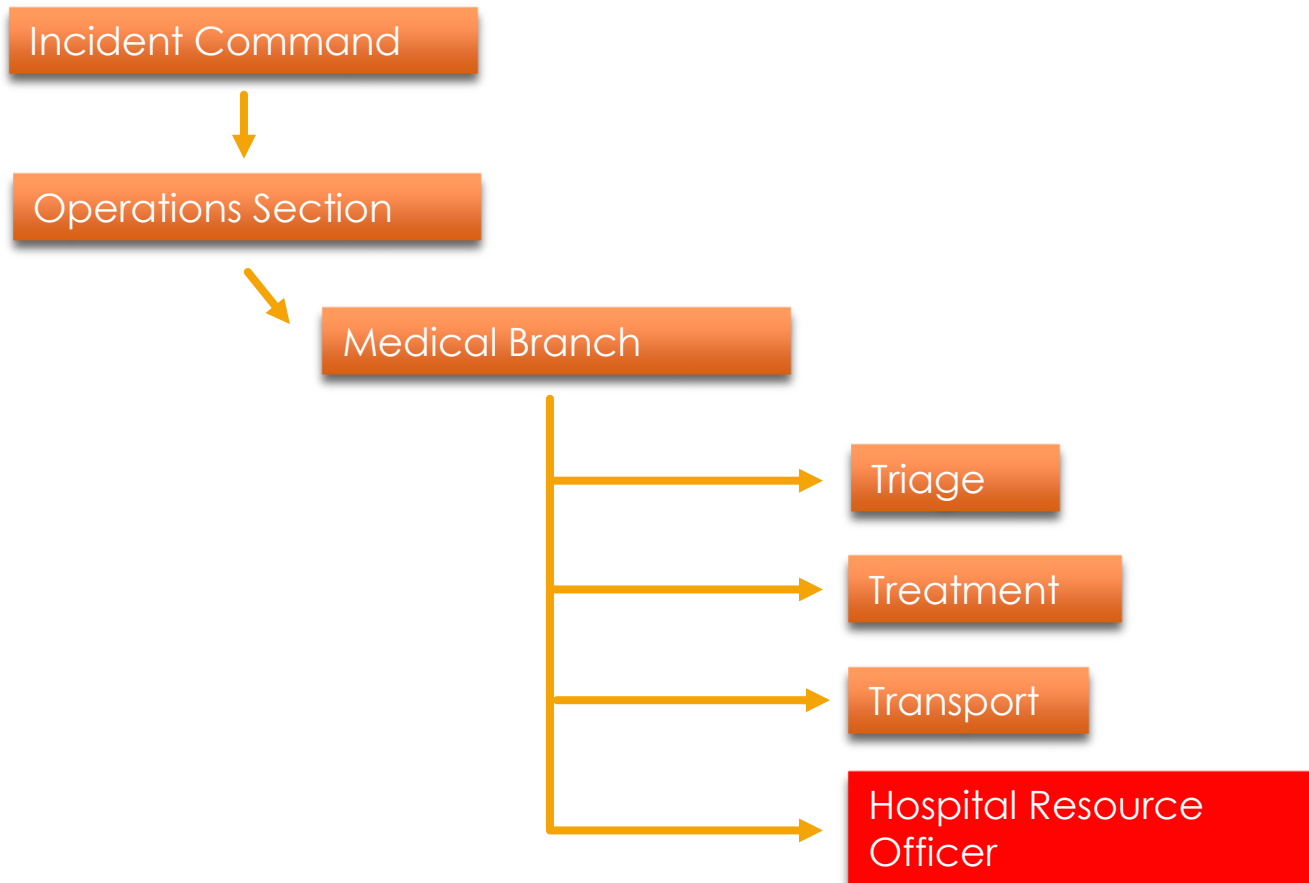 Incident Command
Operations Section
Medical Branch
Triage
Treatment
Transport
Hospital Resource
Officer